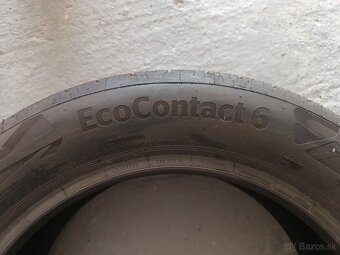 EcoContact 6
| Bazos.sk